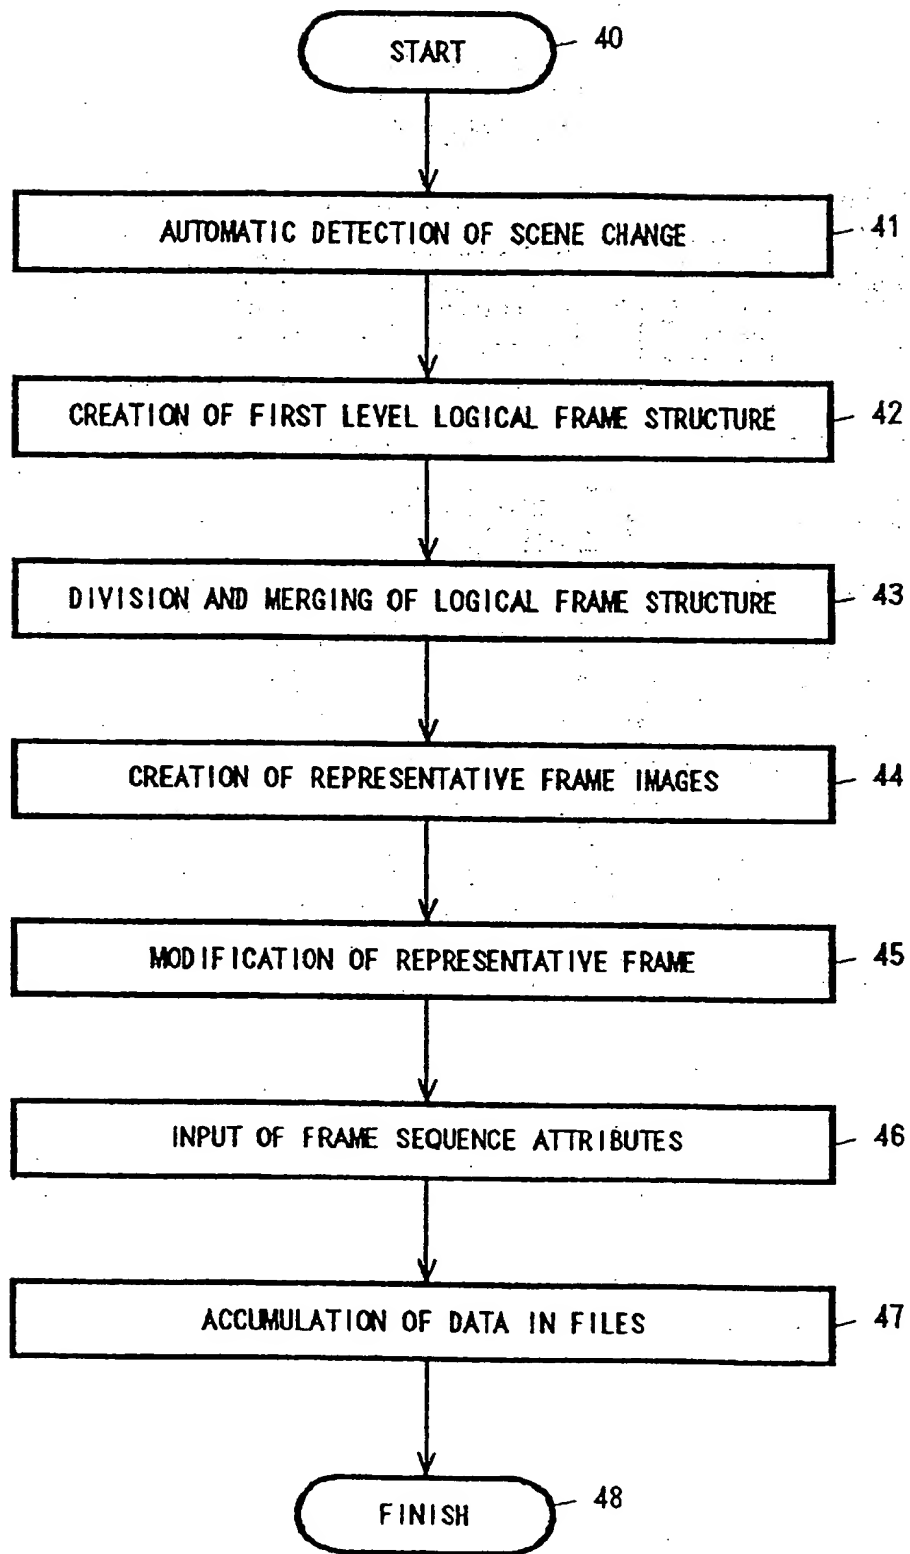 START 40
AUTOMATIC DETECTION OF SCENE CHANGE 41
CREATION OF FIRST LEVEL LOGICAL FRAME STRUCTURE 42
DIVISION AND MERGING OF LOGICAL FRAME STRUCTURE 43
CREATION OF REPRESENTATIVE FRAME IMAGES 44
MODIFICATION OF REPRESENTATIVE FRAME 45
INPUT OF FRAME SEQUENCE ATTRIBUTES 46
ACCUMULATION OF DATA IN FILES 47
FINISH 48